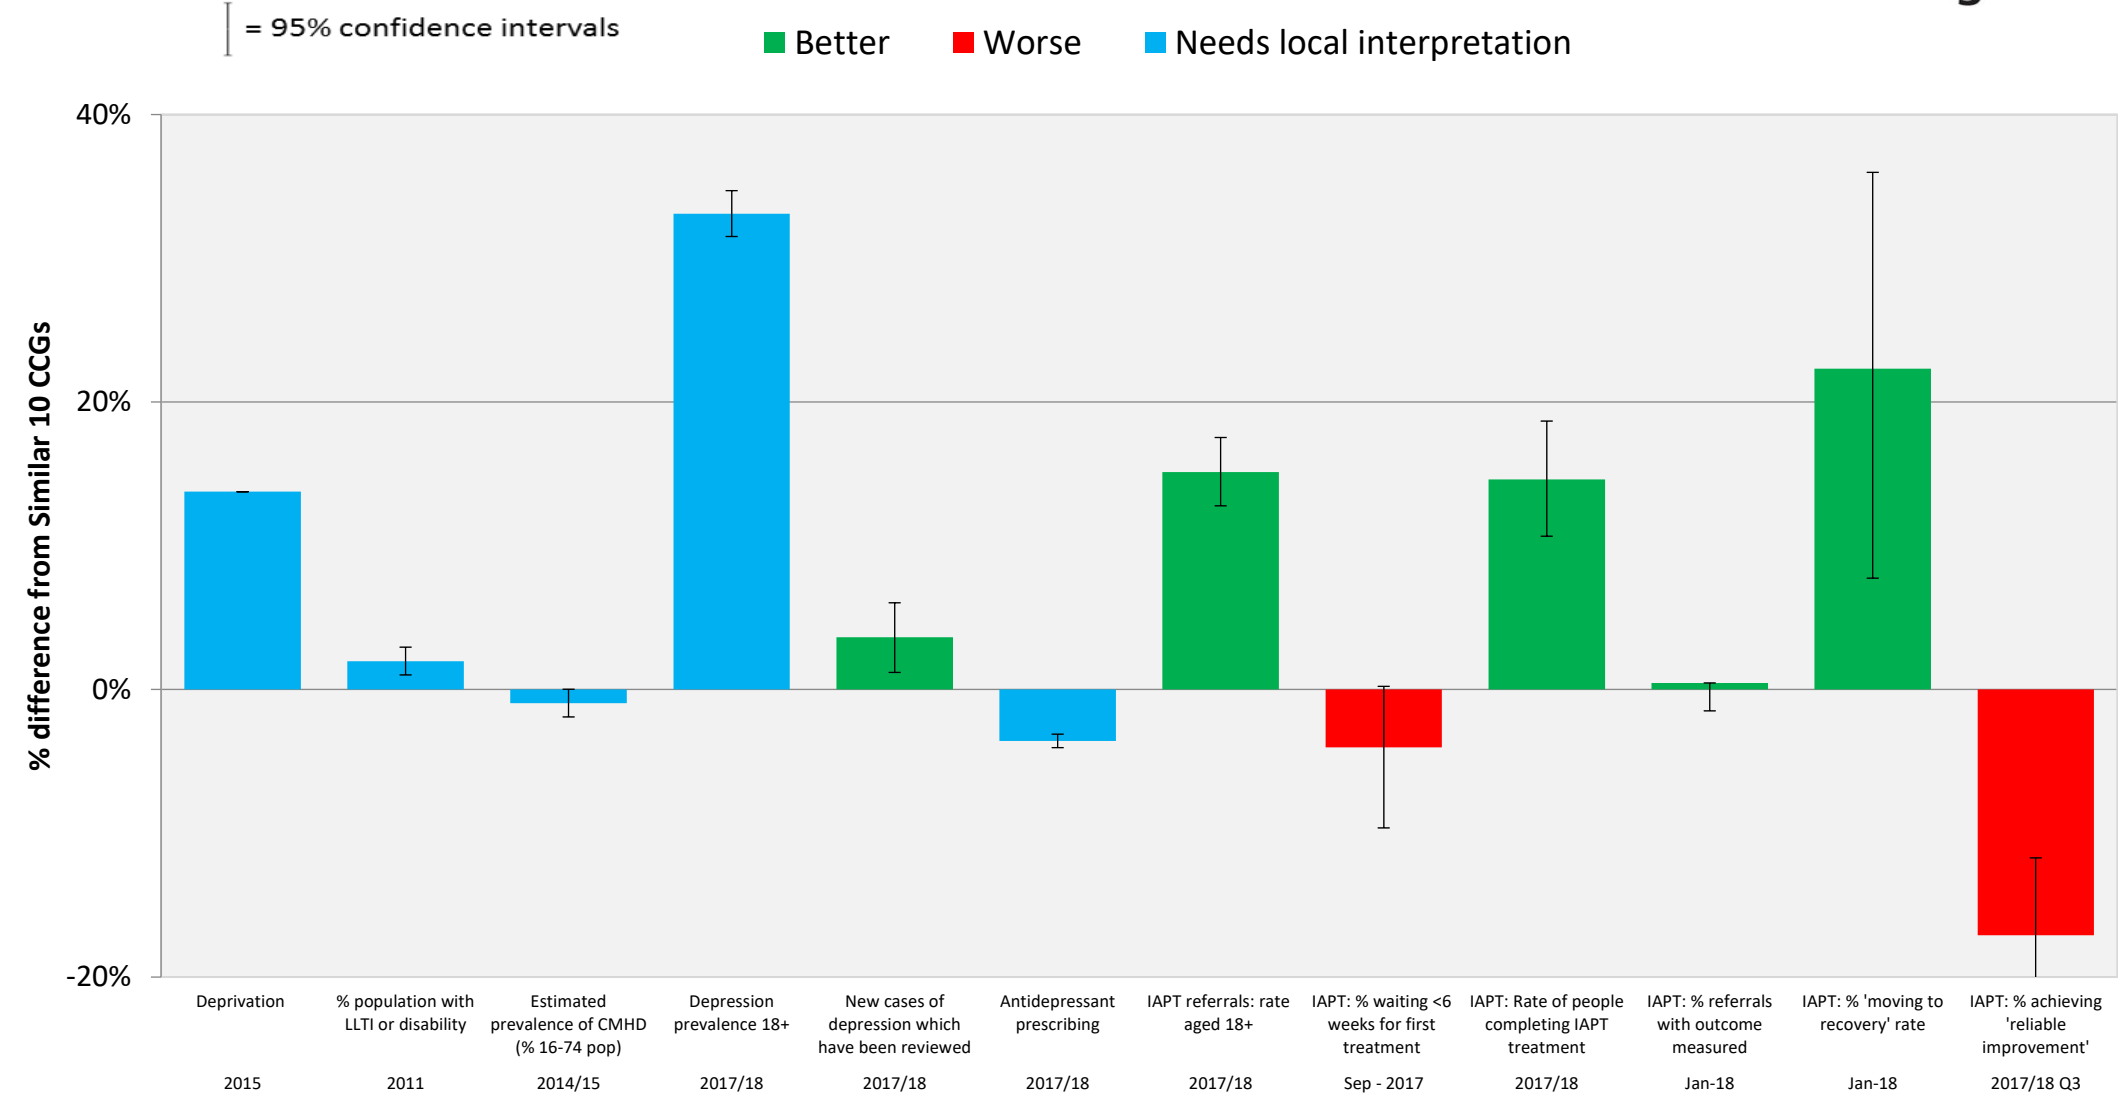 = 95% confidence intervals
Better Worse Needs local interpretation
% difference from Similar 10 CCGs
40%
20%
0%
-20%
Deprivation
2015
% population with
LLTI or disability
2011
Estimated
prevalence of CMHD
(% 16-74 pop)
2014/15
Depression
prevalence 18+
2017/18
New cases of
depression which
have been reviewed
2017/18
Antidepressant
prescribing
2017/18
IAPT referrals: rate
aged 18+
2017/18
IAPT: % waiting <6
weeks for first
treatment
Sep - 2017
IAPT: Rate of people
completing IAPT
treatment
2017/18
IAPT: % referrals
with outcome
measured
Jan-18
IAPT: % 'moving to
recovery' rate
Jan-18
IAPT: % achieving
'reliable
improvement'
2017/18 Q3